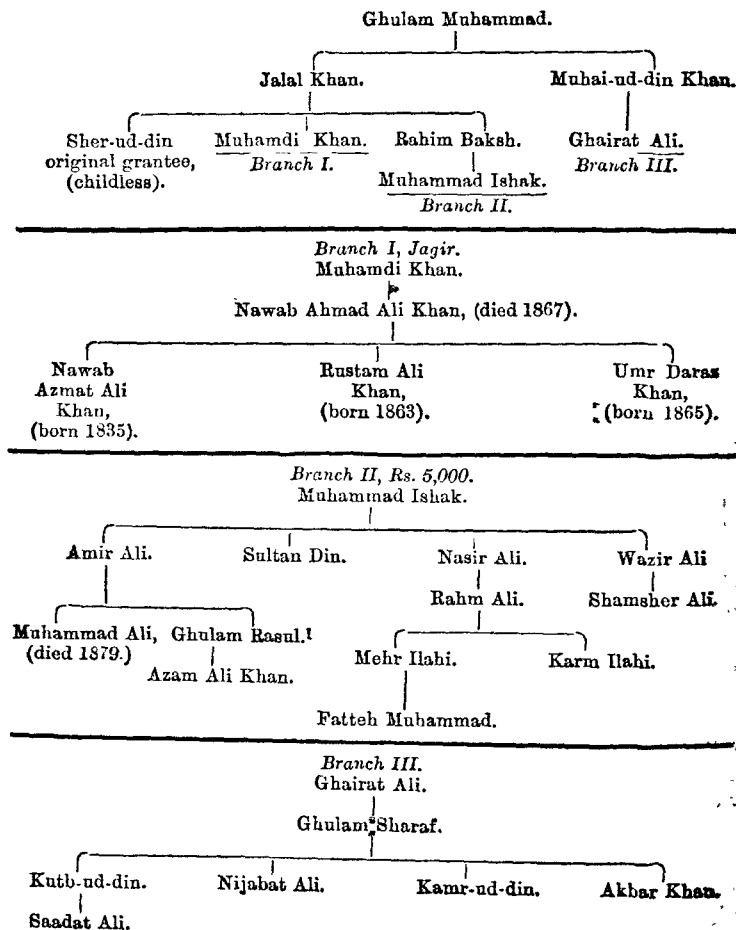 Ghulam Muhammad.
Jalal Khan. Muhai-ud-din Khan.
Sher-ud-din Muhamdi Khan. Rahim Baksh. Ghairat Ali.
original grantee, Branch I. Branch III.
(childless). Muhammad Ishak.
Branch II.
Branch I, Jagir.
Muhamdi Khan.
Nawab Ahmad Ali Khan, (died 1867).
Nawab Rustam Ali Umr Daraz
Azmat Ali Khan, Khan,
Khan, (born 1863). (born 1865).
(born 1835).
Branch II, Rs. 5,000.
Muhammad Ishak.
Amir Ali. Sultan Din. Nasir Ali. Wazir Ali
Rahm Ali. Shamsher Ali.
Muhammad Ali, Ghulam Rasul.¹
(died 1879.) Mehr Ilahi. Karm Ilahi.
Azam Ali Khan.
Fatteh Muhammad.
Branch III.
Ghairat Ali.
Ghulam Sharaf.
Kutb-ud-din. Nijabat Ali. Kamr-ud-din. Akbar Khan.
Saadat Ali.